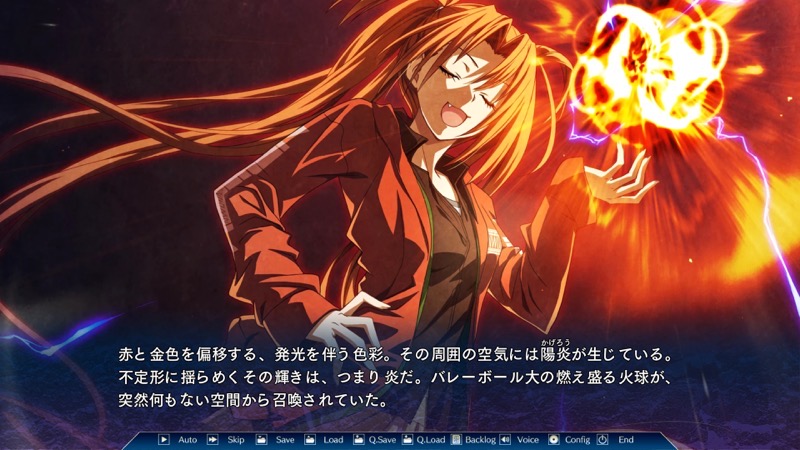 赤と金色を偏移する、発光を伴う色彩。その周囲の空気には陽炎が生じている。
かげろう
不定形に揺らめくその輝きは、つまり炎だ。バレーボール大の燃え盛る火球が、
突然何もない空間から召喚されていた。
Auto Skip Save Load Q.Save Q.Load Backlog Voice Config End